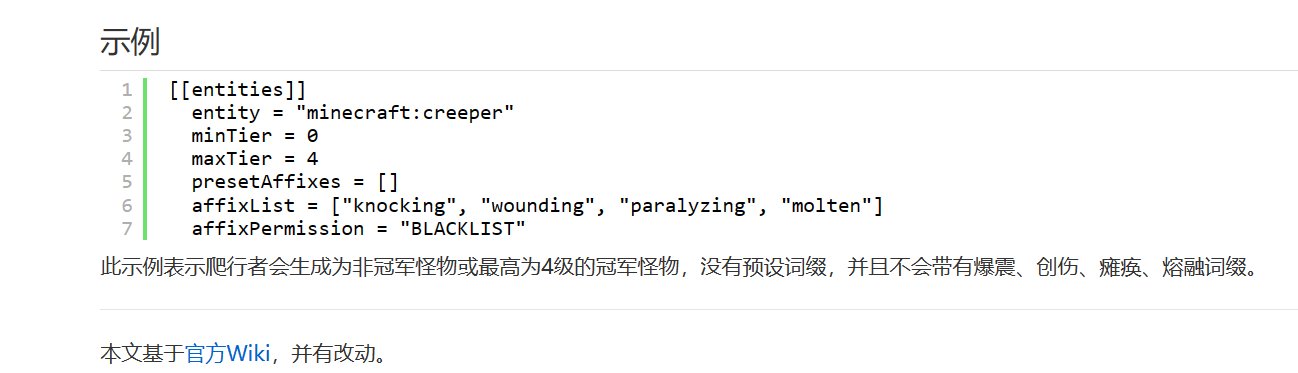 示例
1 [[entities]]
2   entity = "minecraft:creeper"
3   minTier = 0
4   maxTier = 4
5   presetAffixes = []
6   affixList = ["knocking", "wounding", "paralyzing", "molten"]
7   affixPermission = "BLACKLIST"
此示例表示爬行者会生成为非冠军怪物或最高为4级的冠军怪物，没有预设词缀，并且不会带有爆震、创伤、瘫痪、熔融词缀。
本文基于官方Wiki，并有改动。